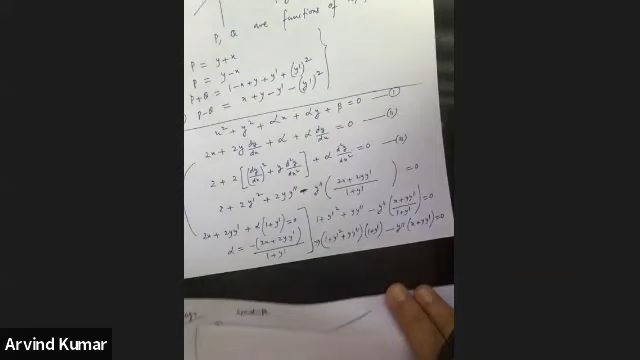 P, Q are functions of
P = y+x
P = y-x
P+Q = 1-x+y+y'+(y')²
P-Q = x+y-y'-(y')²
x²+y²+αx+αy+β=0 —(I)
2x+2y dy/dx + α + α dy/dx = 0 —(II)
2+2[(dy/dx)²+y d²y/dx²]+α d²y/dx² = 0 —(III)
2+2y'²+2yy''-y''((2x+2yy')/(1+y')) = 0
2x+2yy'+α(1+y')=0
1+y'²+yy''-y''((x+yy')/(1+y'))=0
α = -(2x+2yy')/(1+y')
⇒(1+y'²+yy'')(1+y')-y''(x+yy')=0
Arvind Kumar